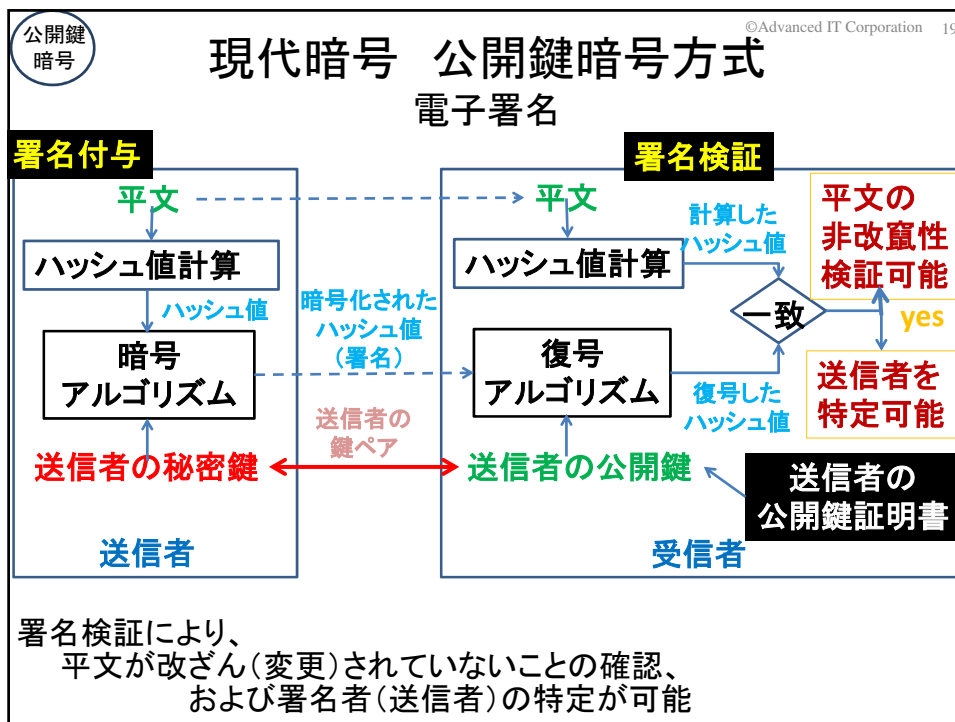 公開鍵
暗号
©Advanced IT Corporation 19
現代暗号　公開鍵暗号方式
電子署名
署名付与
平文
ハッシュ値計算
ハッシュ値
暗号
アルゴリズム
送信者の秘密鍵
送信者
暗号化された
ハッシュ値
（署名）
送信者の
鍵ペア
署名検証
平文
ハッシュ値計算
計算した
ハッシュ値
一致
復号
アルゴリズム
復号した
ハッシュ値
送信者の公開鍵
受信者
平文の
非改竄性
検証可能
yes
送信者を
特定可能
送信者の
公開鍵証明書
署名検証により、
平文が改ざん（変更）されていないことの確認、
および署名者（送信者）の特定が可能